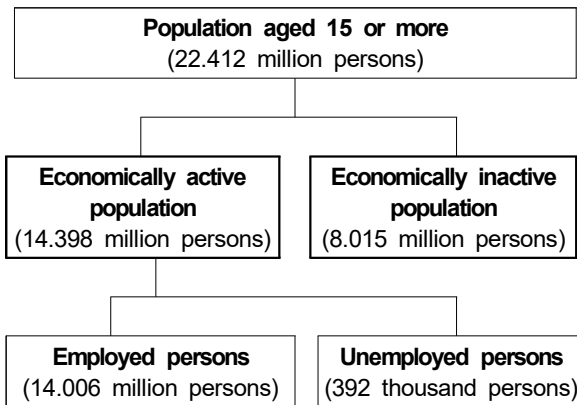 Population aged 15 or more
(22.412 million persons)
Economically active
population
(14.398 million persons)
Economically inactive
population
(8.015 million persons)
Employed persons
(14.006 million persons)
Unemployed persons
(392 thousand persons)